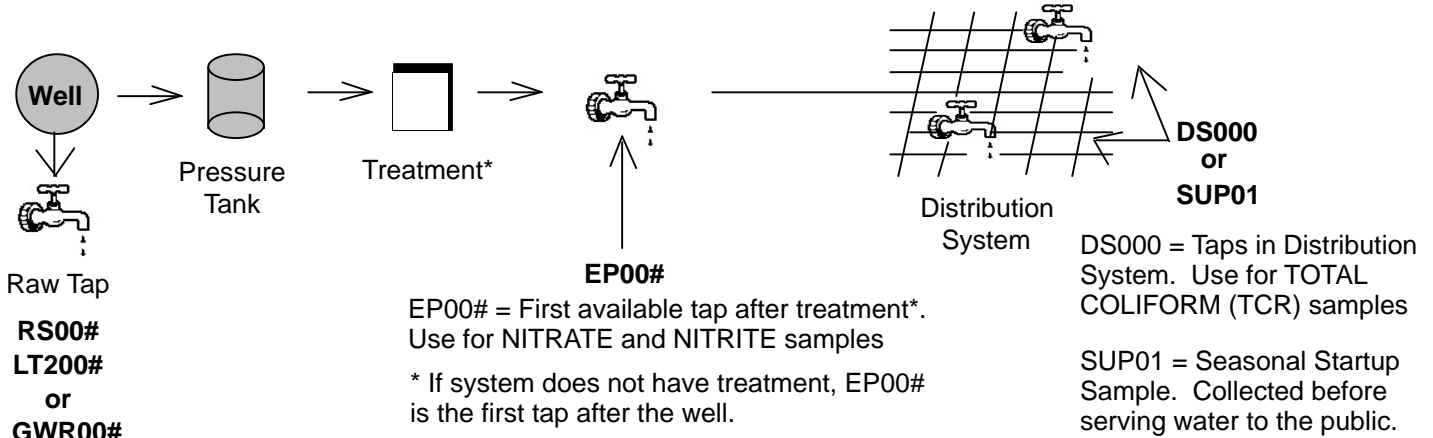 Well
Pressure
Tank
Treatment*
Raw Tap
RS00#
LT200#
or
GWR00#
EP00#
EP00# = First available tap after treatment*.
Use for NITRATE and NITRITE samples
* If system does not have treatment, EP00#
is the first tap after the well.
Distribution
System
DS000
or
SUP01
DS000 = Taps in Distribution
System. Use for TOTAL
COLIFORM (TCR) samples
SUP01 = Seasonal Startup
Sample. Collected before
serving water to the public.